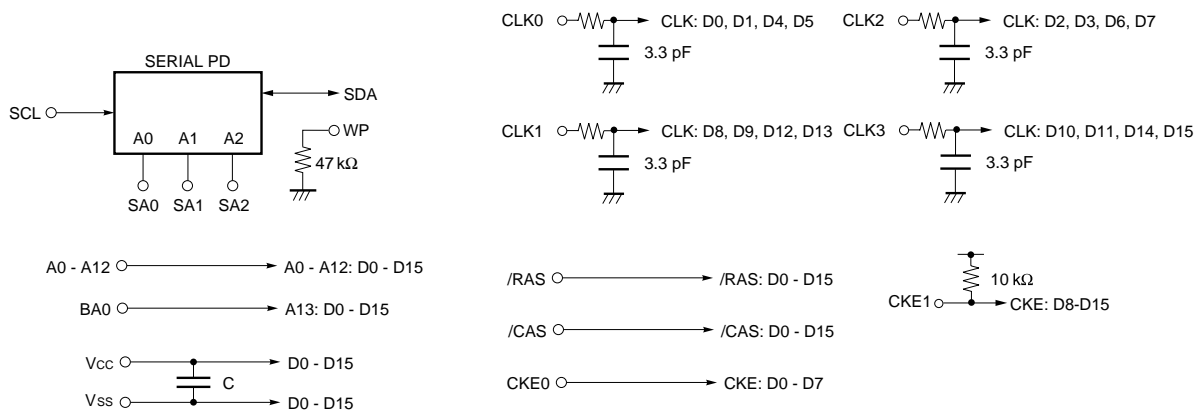 SERIAL PD
SCL
SDA
A0 A1 A2
WP
47 kΩ
SA0 SA1 SA2
CLK0
CLK: D0, D1, D4, D5
3.3 pF
CLK2
CLK: D2, D3, D6, D7
3.3 pF
CLK1
CLK: D8, D9, D12, D13
3.3 pF
CLK3
CLK: D10, D11, D14, D15
3.3 pF
A0 - A12
A0 - A12: D0 - D15
BA0
A13: D0 - D15
VCC
D0 - D15
C
VSS
D0 - D15
/RAS
/RAS: D0 - D15
/CAS
/CAS: D0 - D15
CKE0
CKE: D0 - D7
10 kΩ
CKE1
CKE: D8-D15